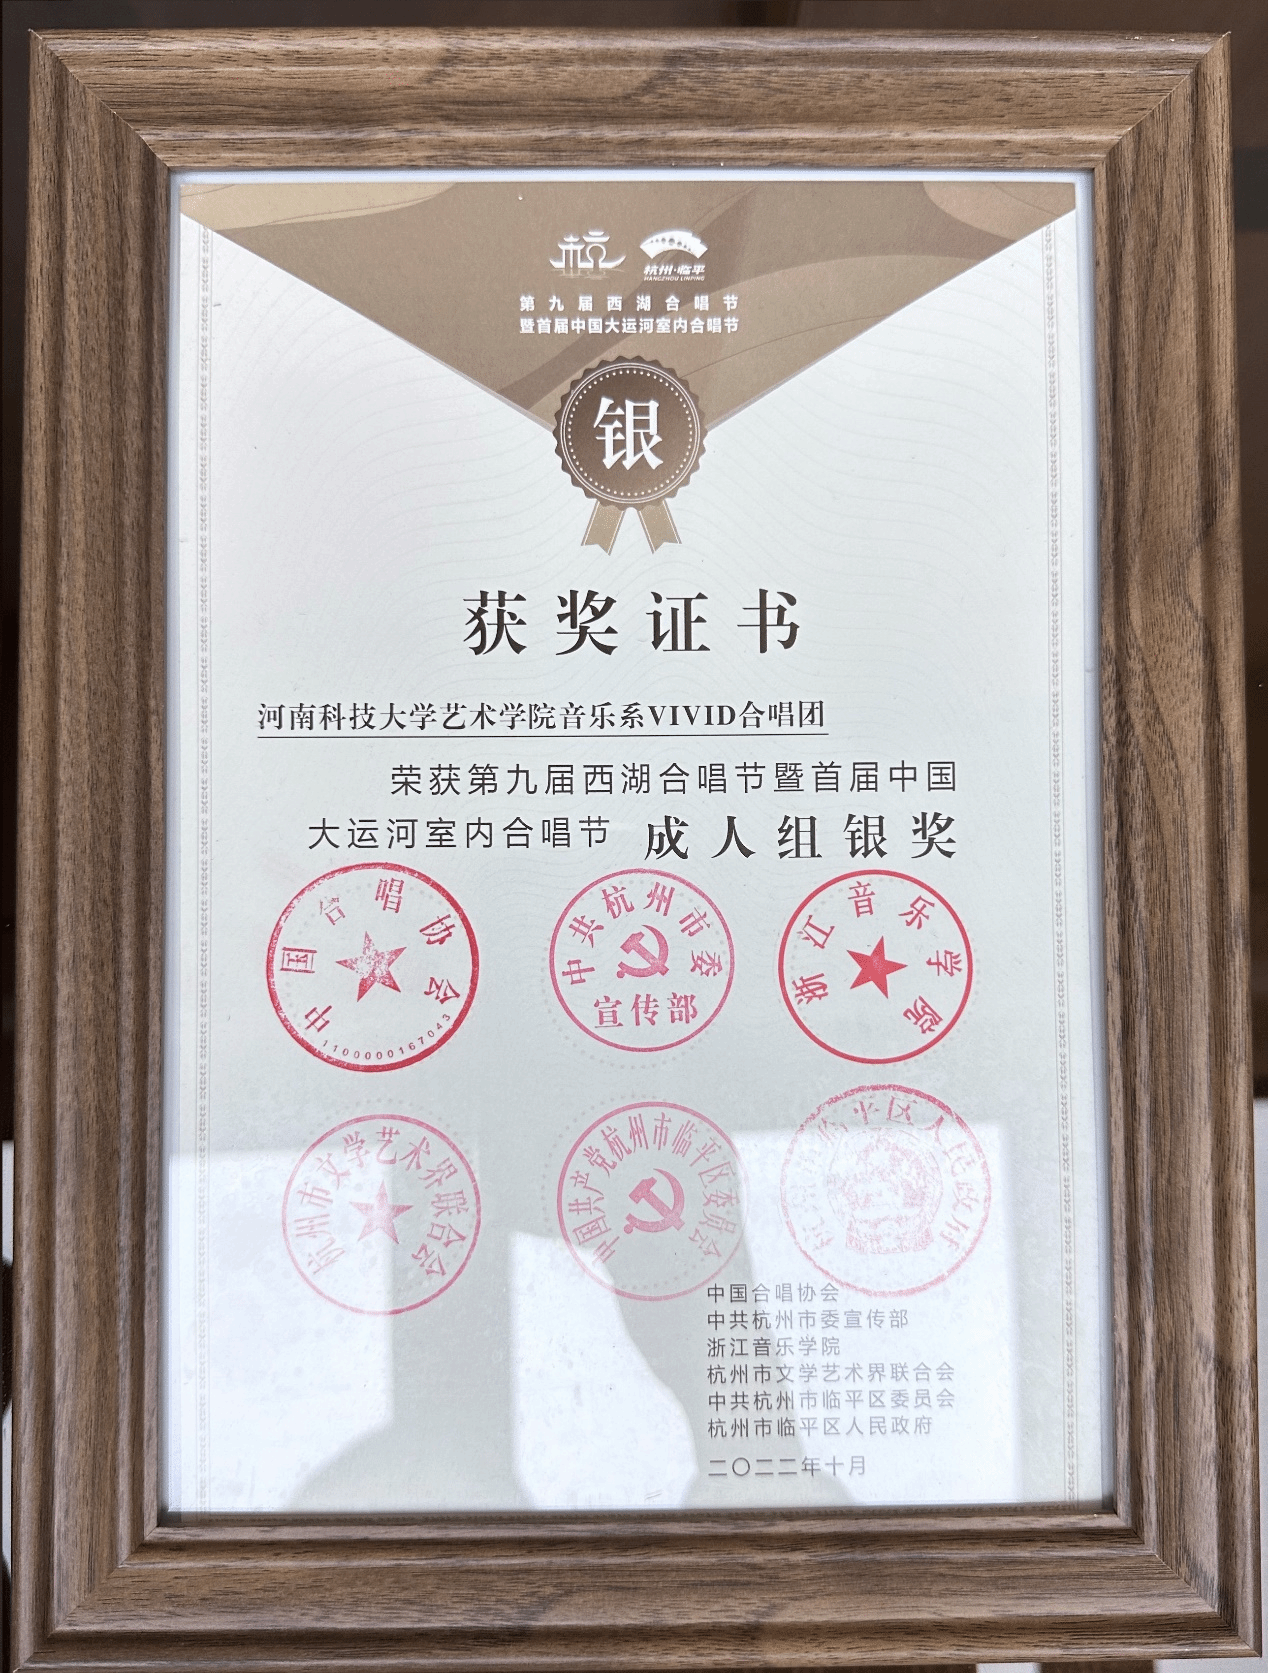 杭州·临平
HANGZHOU LINPING
第九届西湖合唱节
暨首届中国大运河室内合唱节
银
获奖证书
河南科技大学艺术学院音乐系VIVID合唱团
荣获第九届西湖合唱节暨首届中国
大运河室内合唱节 成人组银奖
中国合唱协会
1100000167043
中共杭州市委
宣传部
浙江音乐学院
杭州市文学艺术界联合会
中国共产党杭州市临平区委员会
临平区人民政府
中国合唱协会
中共杭州市委宣传部
浙江音乐学院
杭州市文学艺术界联合会
中共杭州市临平区委员会
杭州市临平区人民政府
二〇二二年十月